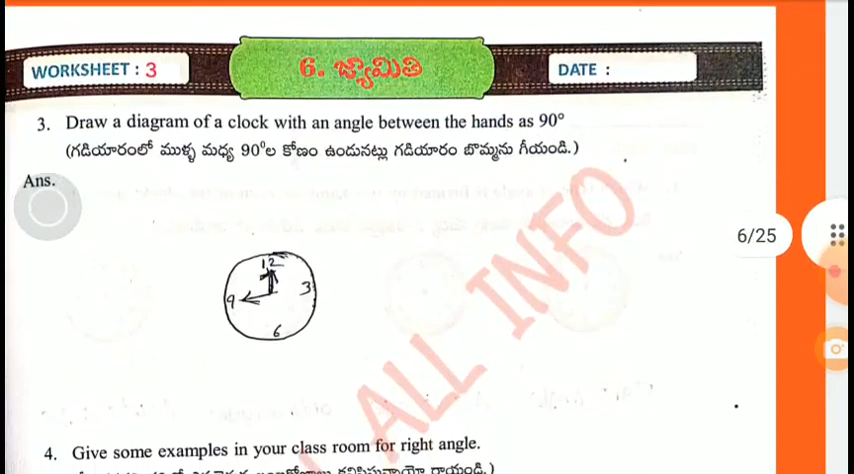 WORKSHEET : 3
6. జ్యామితి
DATE :
3. Draw a diagram of a clock with an angle between the hands as 90°
(గడియారంలో ముళ్ళ మధ్య 90⁰ల కోణం ఉండునట్లు గడియారం బొమ్మను గీయండి.)
Ans.
6/25
12
9
3
6
ALL INFO
4. Give some examples in your class room for right angle.